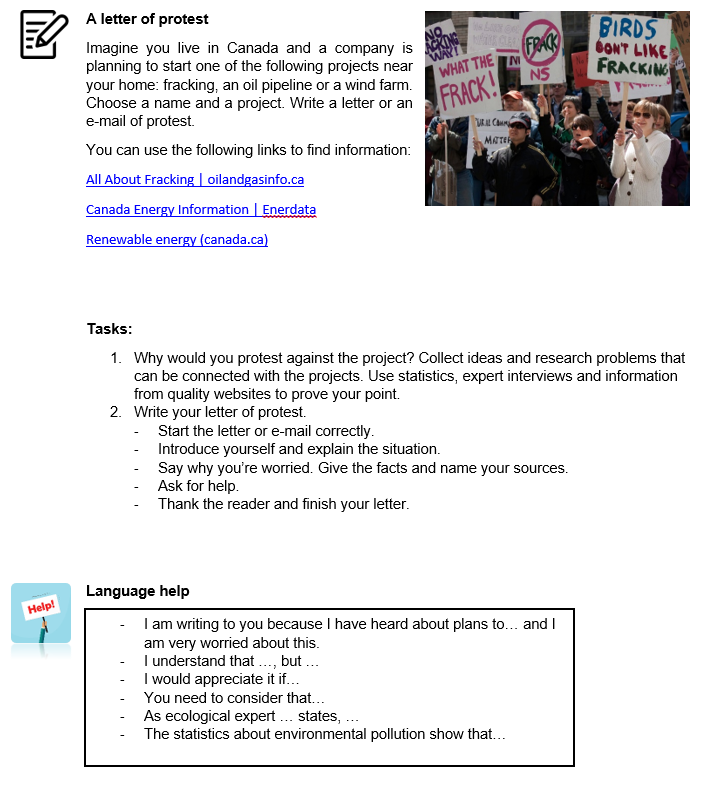 A letter of protest
Imagine you live in Canada and a company is
planning to start one of the following projects near
your home: fracking, an oil pipeline or a wind farm.
Choose a name and a project. Write a letter or an
e-mail of protest.
You can use the following links to find information:
All About Fracking | oilandgasinfo.ca
Canada Energy Information | Enerdata
Renewable energy (canada.ca)
NO
WHAT THE
FRACK!
FRACK
NS
BIRDS
DON'T LIKE
FRACKING
MATTER
Tasks:
1. Why would you protest against the project? Collect ideas and research problems that
can be connected with the projects. Use statistics, expert interviews and information
from quality websites to prove your point.
2. Write your letter of protest.
- Start the letter or e-mail correctly.
- Introduce yourself and explain the situation.
- Say why you're worried. Give the facts and name your sources.
- Ask for help.
- Thank the reader and finish your letter.
Help!
Language help
- I am writing to you because I have heard about plans to… and I
am very worried about this.
- I understand that …, but …
- I would appreciate it if…
- You need to consider that…
- As ecological expert … states, …
- The statistics about environmental pollution show that…